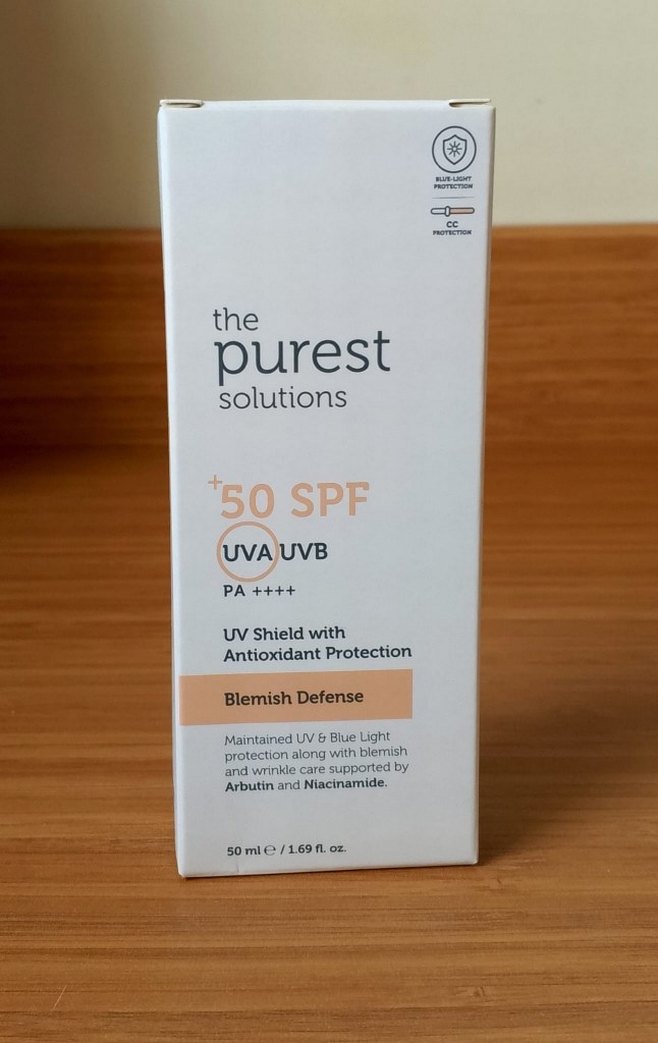 BLUE-LIGHT
PROTECTION
CC
PROTECTION
the
purest
solutions
+50 SPF
UVA UVB
PA ++++
UV Shield with
Antioxidant Protection
Blemish Defense
Maintained UV & Blue Light
protection along with blemish
and wrinkle care supported by
Arbutin and Niacinamide.
50 ml ℮ / 1.69 fl. oz.